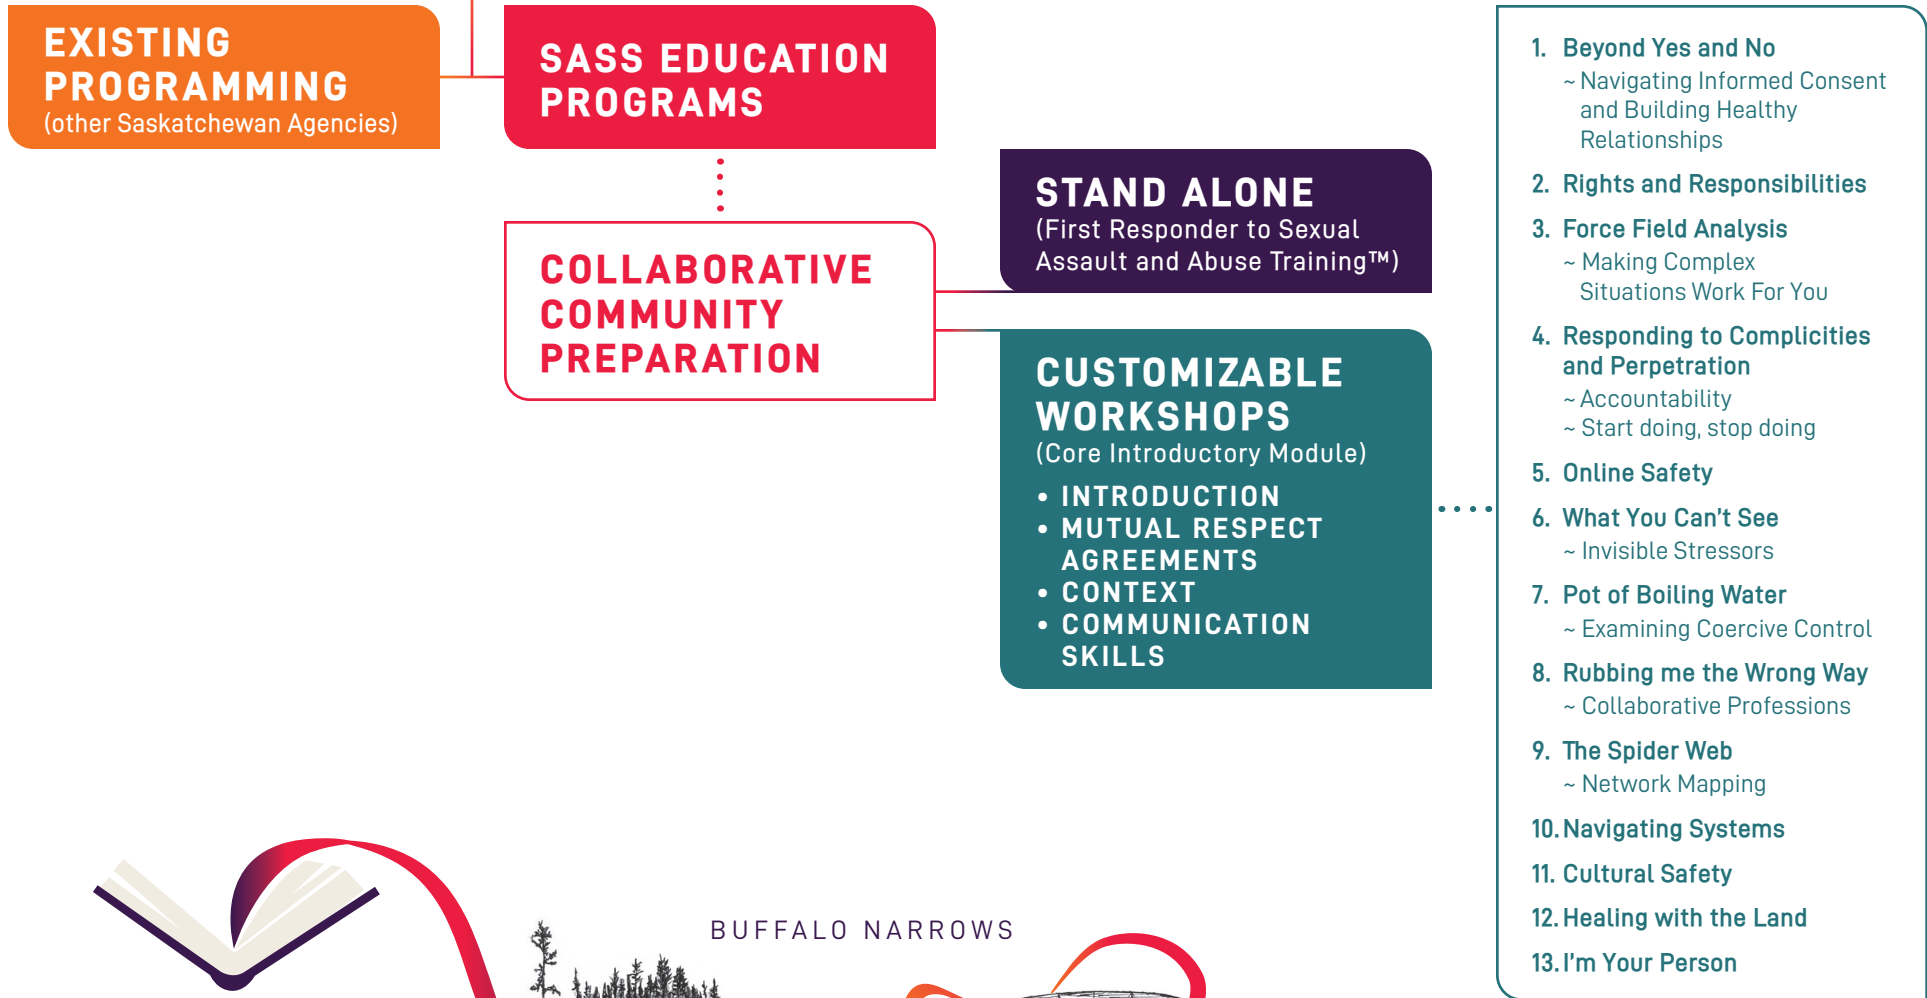 EXISTING
PROGRAMMING
(other Saskatchewan Agencies)
SASS EDUCATION
PROGRAMS
COLLABORATIVE
COMMUNITY
PREPARATION
STAND ALONE
(First Responder to Sexual
Assault and Abuse Training™)
CUSTOMIZABLE
WORKSHOPS
(Core Introductory Module)
• INTRODUCTION
• MUTUAL RESPECT
AGREEMENTS
• CONTEXT
• COMMUNICATION
SKILLS
1. Beyond Yes and No
~ Navigating Informed Consent
and Building Healthy
Relationships
2. Rights and Responsibilities
3. Force Field Analysis
~ Making Complex
Situations Work For You
4. Responding to Complicities
and Perpetration
~ Accountability
~ Start doing, stop doing
5. Online Safety
6. What You Can't See
~ Invisible Stressors
7. Pot of Boiling Water
~ Examining Coercive Control
8. Rubbing me the Wrong Way
~ Collaborative Professions
9. The Spider Web
~ Network Mapping
10. Navigating Systems
11. Cultural Safety
12. Healing with the Land
13. I'm Your Person
BUFFALO NARROWS